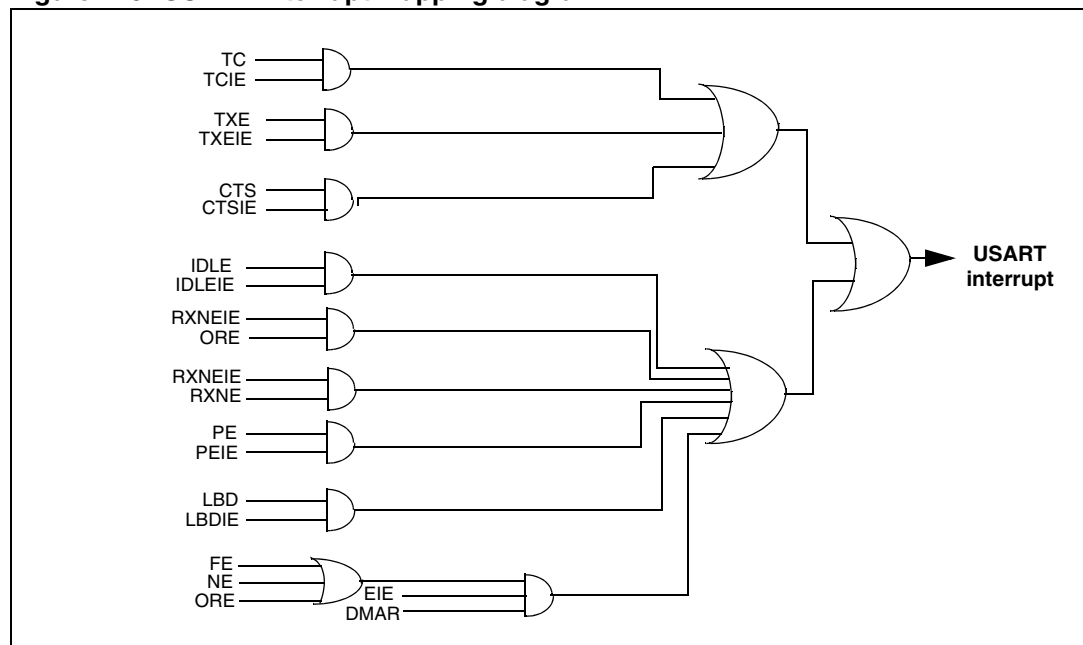 TC
TCIE
TXE
TXEIE
CTS
CTSIE
IDLE
IDLEIE
RXNEIE
ORE
RXNEIE
RXNE
PE
PEIE
LBD
LBDIE
FE
NE
ORE
EIE
DMAR
USART
interrupt